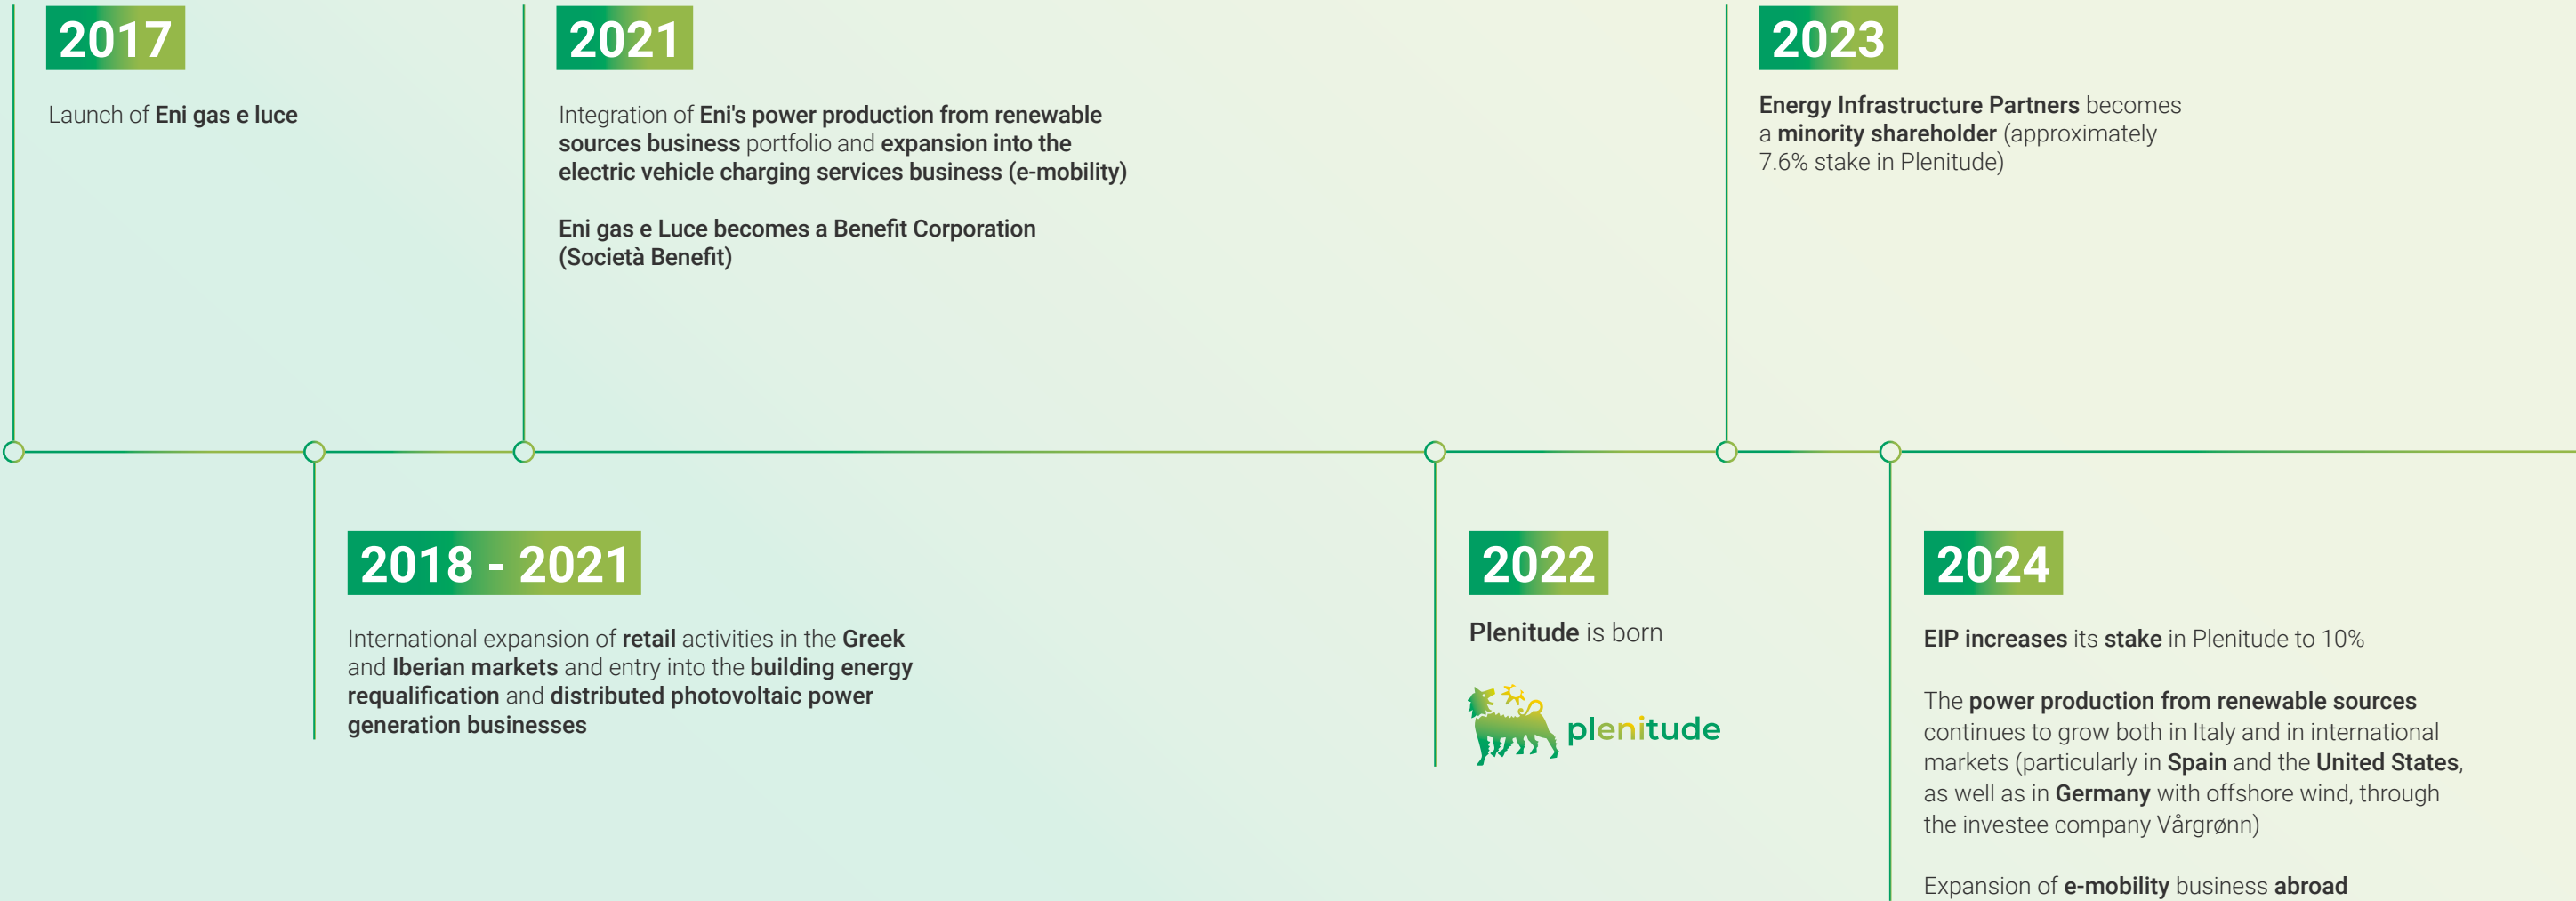 2017
Launch of Eni gas e luce
2018 - 2021
International expansion of retail activities in the Greek
and Iberian markets and entry into the building energy
requalification and distributed photovoltaic power
generation businesses
2021
Integration of Eni's power production from renewable
sources business portfolio and expansion into the
electric vehicle charging services business (e-mobility)
Eni gas e Luce becomes a Benefit Corporation
(Società Benefit)
2022
Plenitude is born
plenitude
2023
Energy Infrastructure Partners becomes
a minority shareholder (approximately
7.6% stake in Plenitude)
2024
EIP increases its stake in Plenitude to 10%
The power production from renewable sources
continues to grow both in Italy and in international
markets (particularly in Spain and the United States,
as well as in Germany with offshore wind, through
the investee company Vårgrønn)
Expansion of e-mobility business abroad